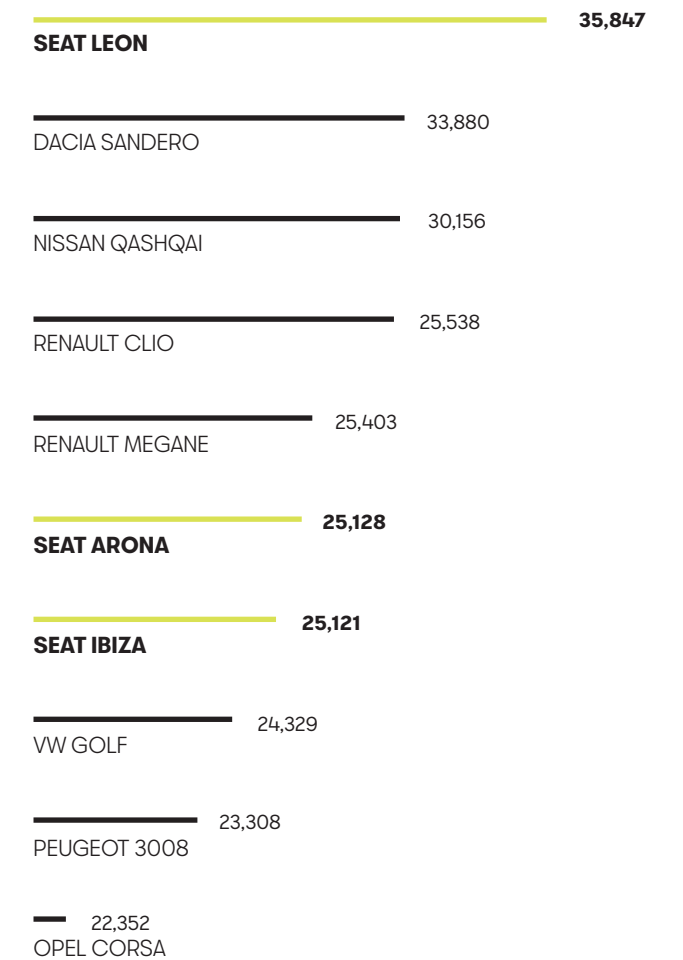 35,847
SEAT LEON
33,880
DACIA SANDERO
30,156
NISSAN QASHQAI
25,538
RENAULT CLIO
25,403
RENAULT MEGANE
25,128
SEAT ARONA
25,121
SEAT IBIZA
24,329
VW GOLF
23,308
PEUGEOT 3008
22,352
OPEL CORSA